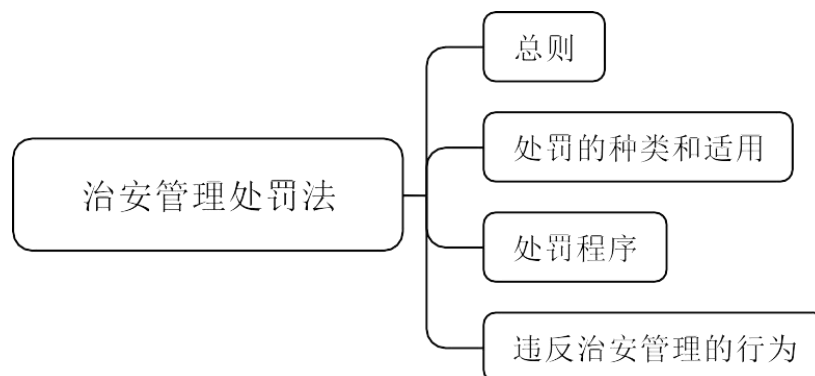 总则
处罚的种类和适用
治安管理处罚法
处罚程序
违反治安管理的行为